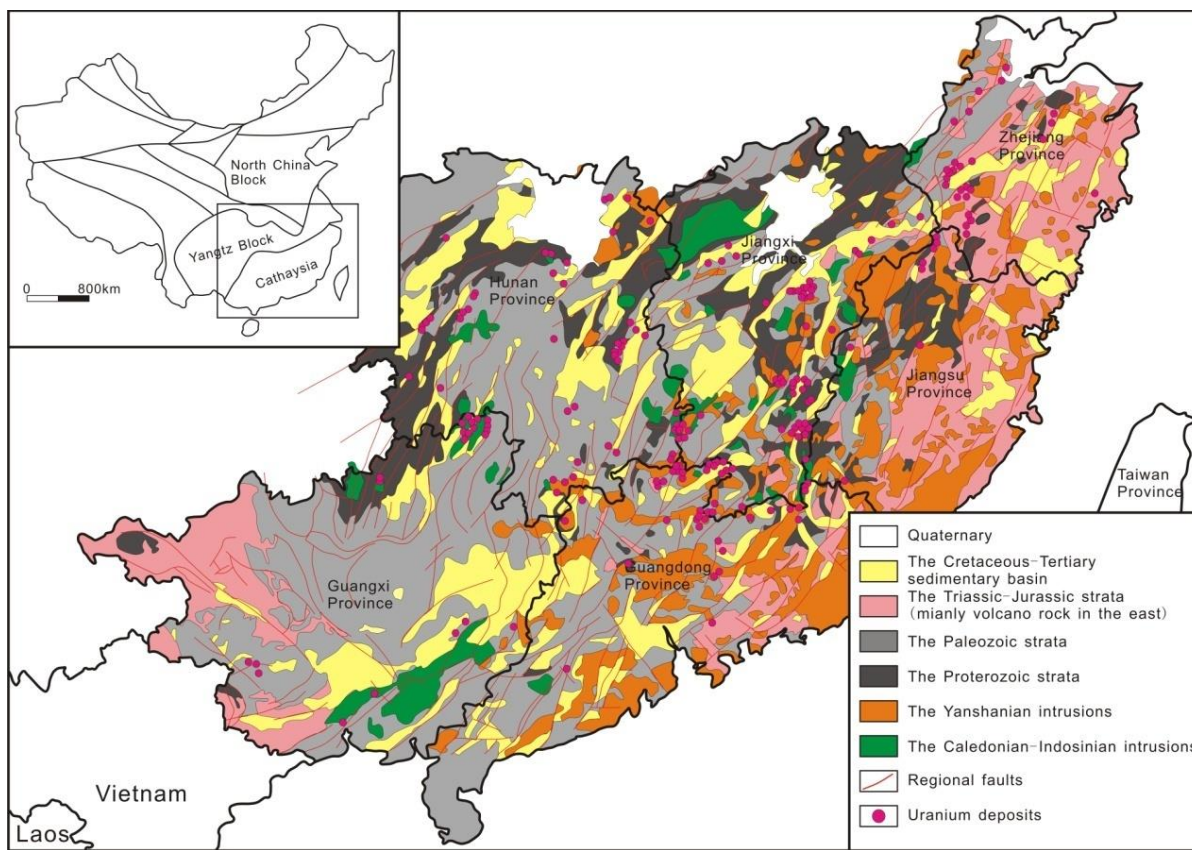 North China
Block
Yangtz Block
Cathaysia
0
800km
Zhejiang
Province
Jiangxi
Province
Hunan
Province
Jiangsu
Province
Taiwan
Province
Guangxi
Province
Guangdong
Province
Vietnam
Laos
Quaternary
The Cretaceous-Tertiary
sedimentary basin
The Triassic-Jurassic strata
(mianly volcano rock in the east)
The Paleozoic strata
The Proterozoic strata
The Yanshanian intrusions
The Caledonian-Indosinian intrusions
Regional faults
Uranium deposits